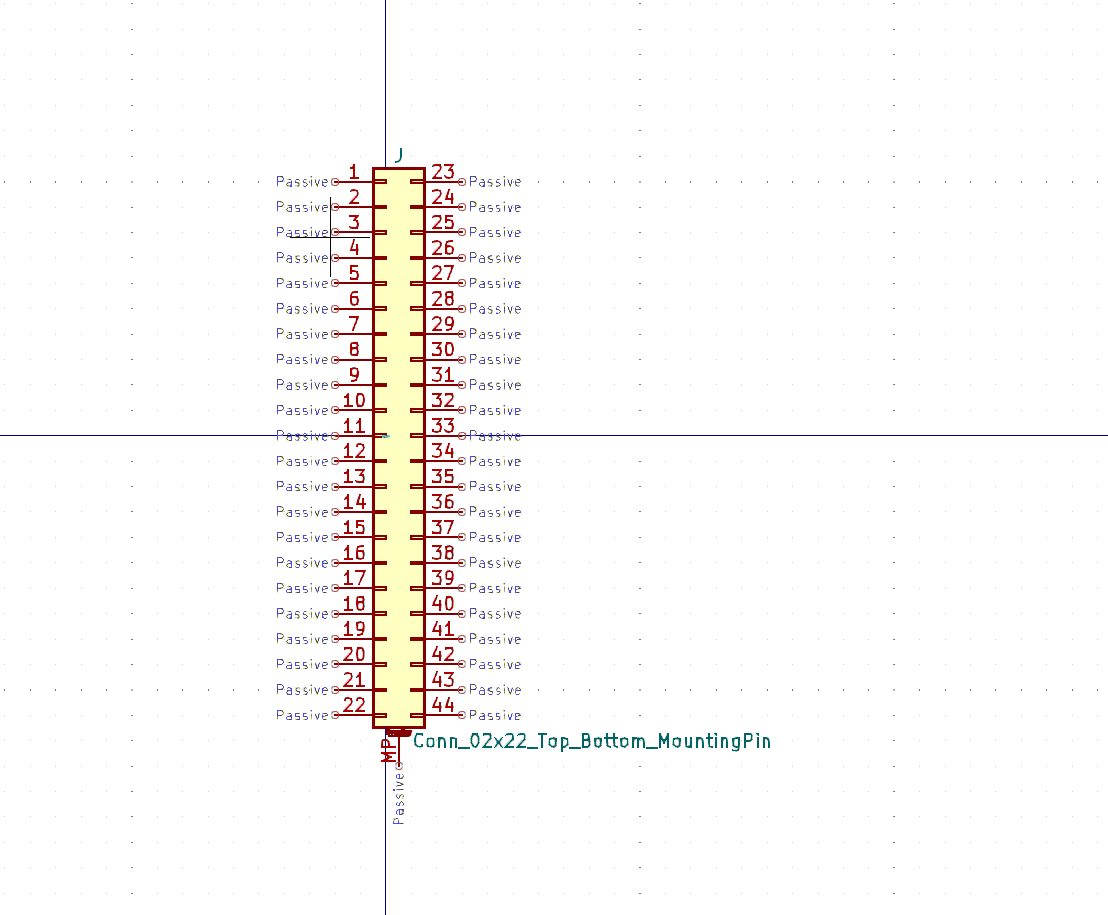 J
Passive 1 23 Passive
Passive 2 24 Passive
Passive 3 25 Passive
Passive 4 26 Passive
Passive 5 27 Passive
Passive 6 28 Passive
Passive 7 29 Passive
Passive 8 30 Passive
Passive 9 31 Passive
Passive 10 32 Passive
Passive 11 33 Passive
Passive 12 34 Passive
Passive 13 35 Passive
Passive 14 36 Passive
Passive 15 37 Passive
Passive 16 38 Passive
Passive 17 39 Passive
Passive 18 40 Passive
Passive 19 41 Passive
Passive 20 42 Passive
Passive 21 43 Passive
Passive 22 44 Passive
MP
Conn_02x22_Top_Bottom_MountingPin
Passive